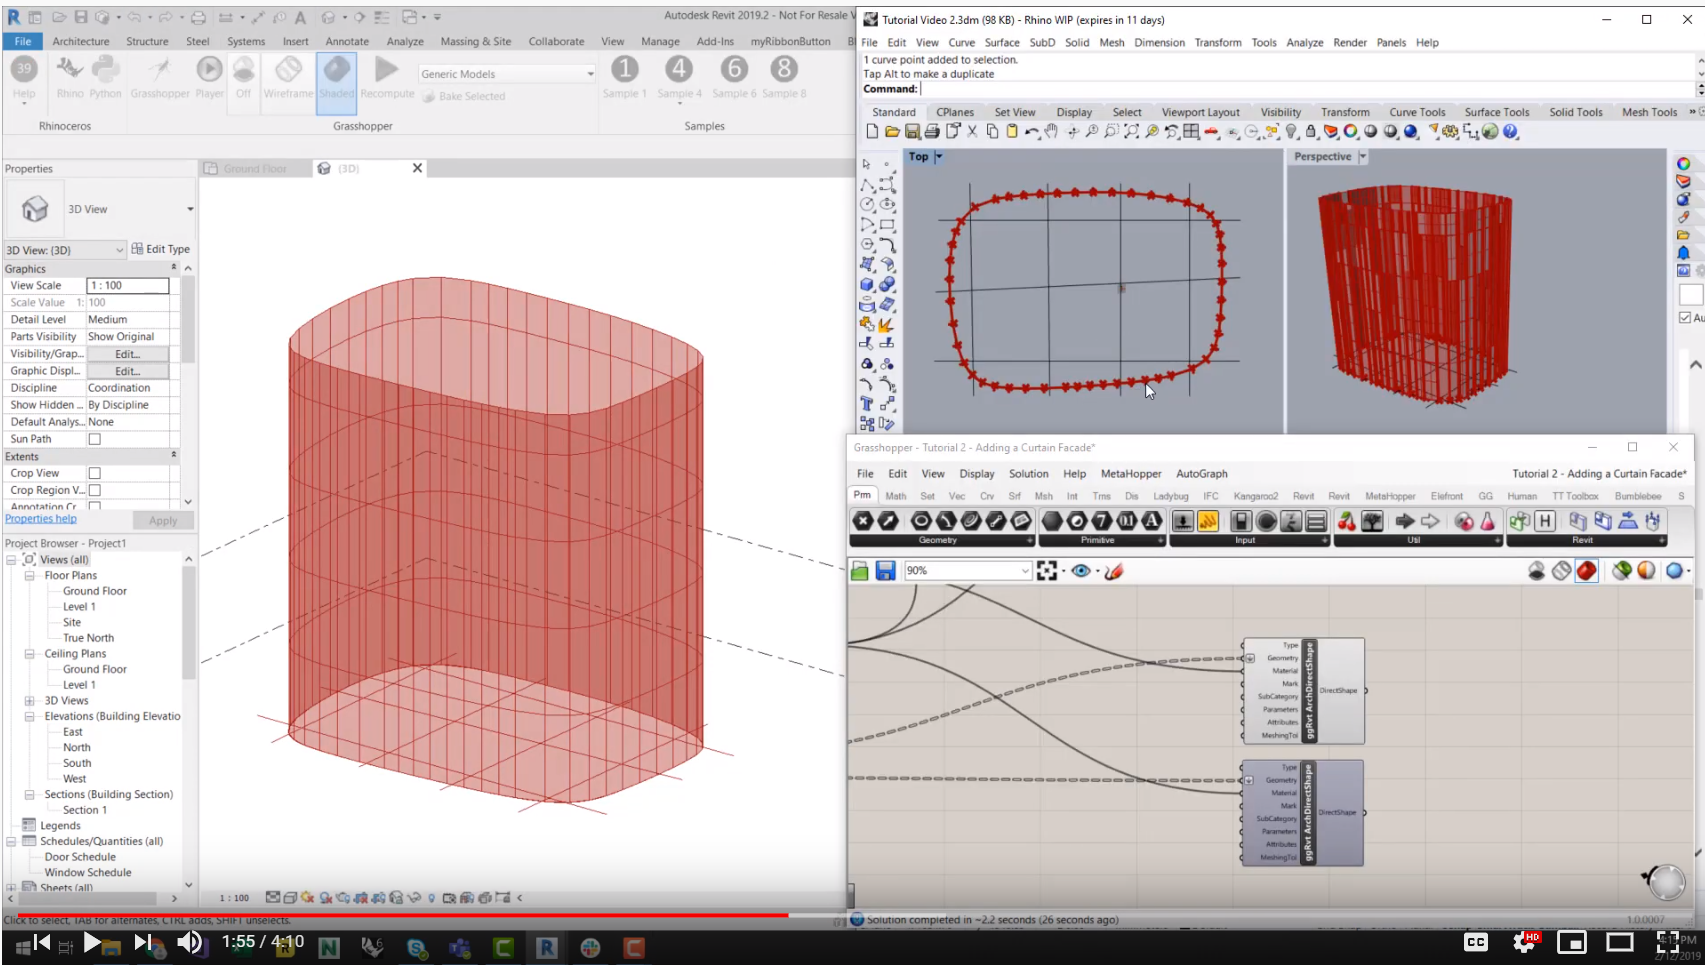 Autodesk Revit 2019.2 - Not For Resale V
File Architecture Structure Steel Systems Insert Annotate Analyze Massing & Site Collaborate View Manage Add-Ins myRibbonButton
39 Help
Rhino Python
Grasshopper Player
Off Wireframe Shaded Recompute
Generic Models
Bake Selected
1 Sample 1
4 Sample 4
6 Sample 6
8 Sample 8
Rhinoceros Grasshopper Samples
Properties
Ground Floor
{3D}
3D View
3D View: {3D} Edit Type
Graphics
View Scale 1 : 100
Scale Value 1: 100
Detail Level Medium
Parts Visibility Show Original
Visibility/Grap... Edit...
Graphic Displ... Edit...
Discipline Coordination
Show Hidden ... By Discipline
Default Analys... None
Sun Path
Extents
Crop View
Crop Region V...
Annotation Cr
Properties help Apply
Project Browser - Project1
Views (all)
Floor Plans
Ground Floor
Level 1
Site
True North
Ceiling Plans
Ground Floor
Level 1
3D Views
Elevations (Building Elevatio
East
North
South
West
Sections (Building Section)
Section 1
Legends
Schedules/Quantities (all)
Door Schedule
Window Schedule
Sheets (all)
1 : 100
Click to select, TAB for alternates, CTRL adds, SHIFT unselects.
Tutorial Video 2.3dm (98 KB) - Rhino WIP (expires in 11 days)
File Edit View Curve Surface SubD Solid Mesh Dimension Transform Tools Analyze Render Panels Help
1 curve point added to selection.
Tap Alt to make a duplicate
Command:
Standard CPlanes Set View Display Select Viewport Layout Visibility Transform Curve Tools Surface Tools Solid Tools Mesh Tools »
Top
Perspective
Au
Grasshopper - Tutorial 2 - Adding a Curtain Facade*
File Edit View Display Solution Help MetaHopper AutoGraph Tutorial 2 - Adding a Curtain Facade*
Prm Math Set Vec Crv Srf Msh Int Trns Dis Ladybug IFC Kangaroo2 Revit Revit MetaHopper Elefront GG Human TT Toolbox Bumblebee S
Geometry Primitive Input Util Revit
90%
Type
Geometry
Material
Mark
SubCategory
Parameters
Attributes
MeshingTol
ggRvt ArchDirectShape
DirectShape
Type
Geometry
Material
Mark
SubCategory
Parameters
Attributes
MeshingTol
ggRvt ArchDirectShape
DirectShape
Solution completed in ~2.2 seconds (26 seconds ago)
1.0.0007
1:55 / 4:10
CC
HD
4:15 PM
2/12/2019